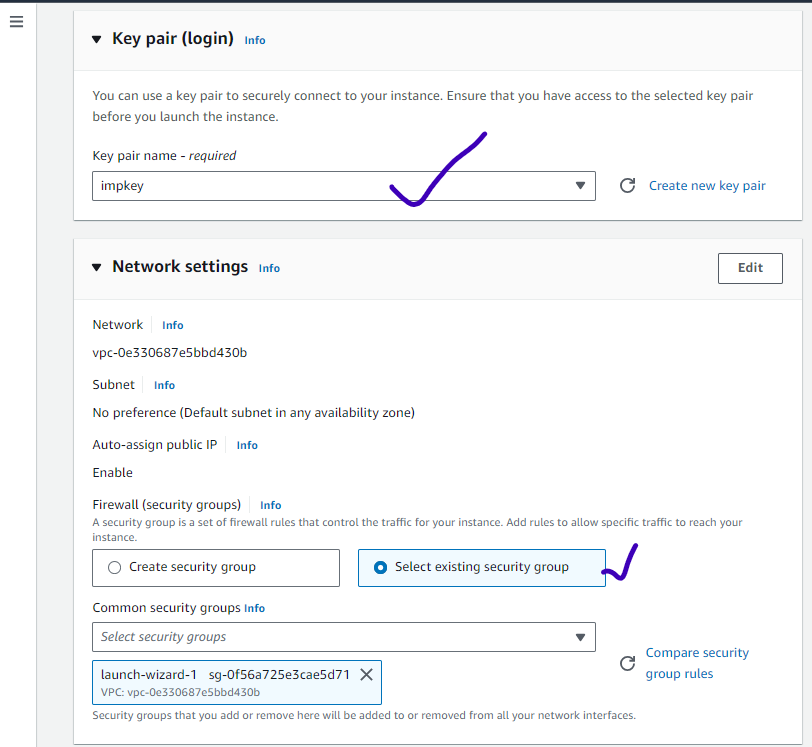 Key pair (login) Info
You can use a key pair to securely connect to your instance. Ensure that you have access to the selected key pair
before you launch the instance.
Key pair name - required
impkey
Create new key pair
Network settings Info
Edit
Network Info
vpc-0e330687e5bbd430b
Subnet Info
No preference (Default subnet in any availability zone)
Auto-assign public IP Info
Enable
Firewall (security groups) Info
A security group is a set of firewall rules that control the traffic for your instance. Add rules to allow specific traffic to reach your
instance.
Create security group
Select existing security group
Common security groups Info
Select security groups
Compare security
group rules
launch-wizard-1 sg-0f56a725e3cae5d71
VPC: vpc-0e330687e5bbd430b
Security groups that you add or remove here will be added to or removed from all your network interfaces.